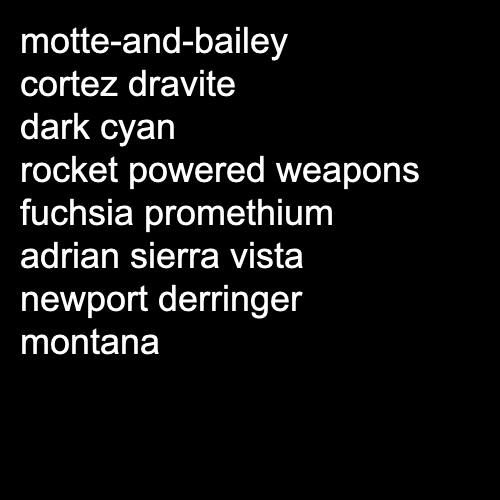 motte-and-bailey
cortez dravite
dark cyan
rocket powered weapons
fuchsia promethium
adrian sierra vista
newport derringer
montana